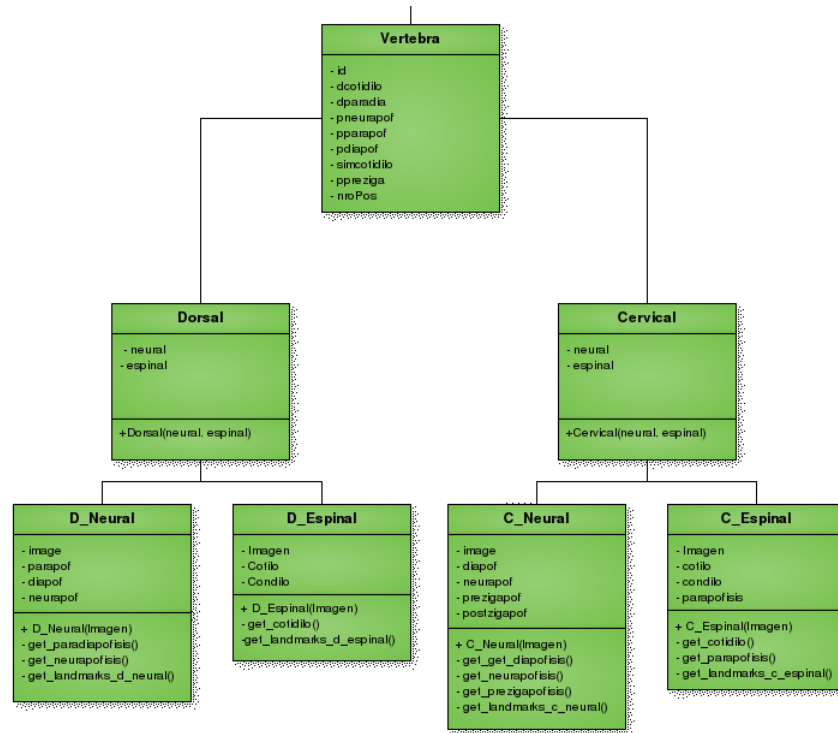 Vertebra
- id
- dcotidilo
- dparadia
- pneurapof
- pparapof
- pdiapof
- simcotidilo
- ppreziga
- nroPos
Dorsal
- neural
- espinal
+Dorsal(neural. espinal)
Cervical
- neural
- espinal
+Cervical(neural. espinal)
D_Neural
- image
- parapof
- diapof
- neurapof
+ D_Neural(Imagen)
- get_paradiapofisis()
- get_neurapofisis()
- get_landmarks_d_neural()
D_Espinal
- Imagen
- Cotilo
- Condilo
+ D_Espinal(Imagen)
- get_cotidilo()
-get_landmarks_d_espinal()
C_Neural
- image
- diapof
- neurapof
- prezigapof
- postzigapof
+ C_Neural(Imagen)
- get_get_diapofisis()
- get_neurapofisis()
- get_prezigapofisis()
- get_landmarks_c_neural()
C_Espinal
- Imagen
- cotilo
- condilo
- parapofisis
+ C_Espinal(Imagen)
- get_cotidilo()
- get_parapofisis()
- get_landmarks_c_espinal()